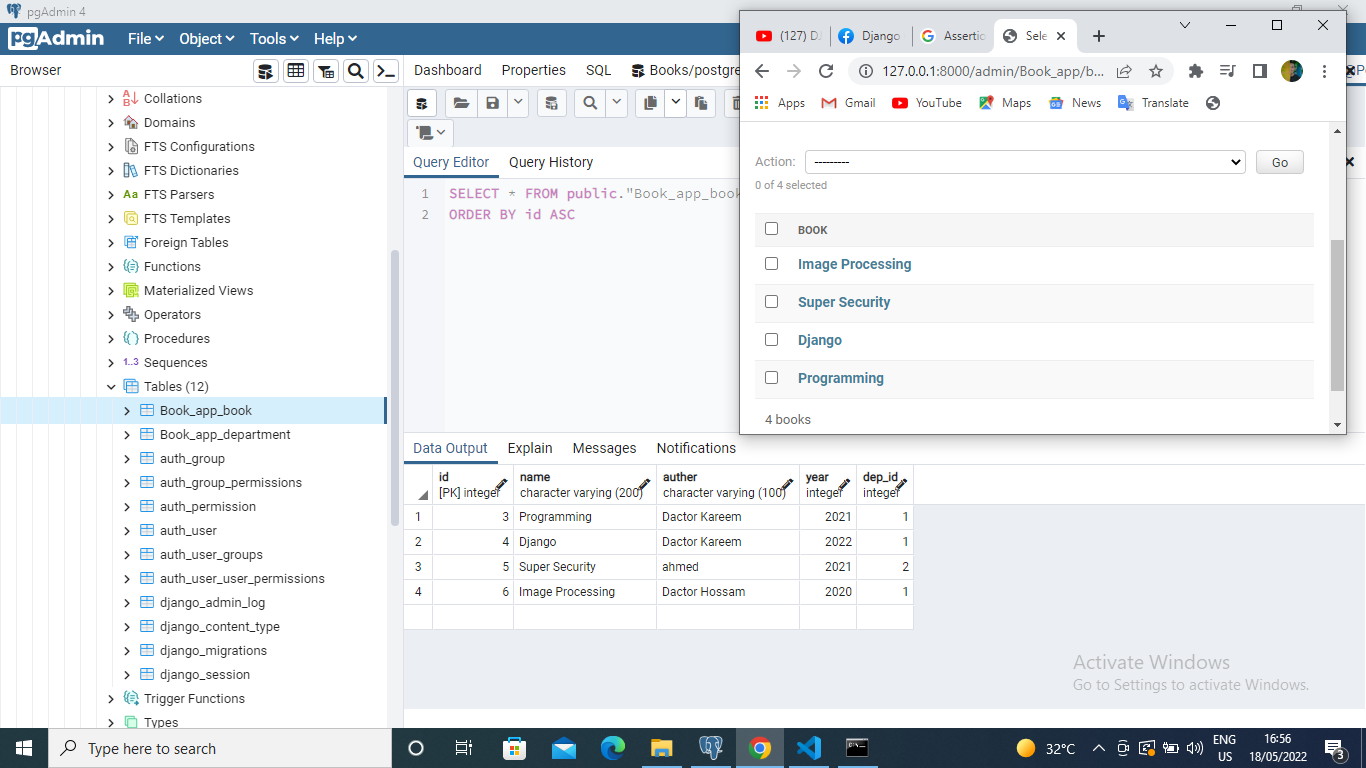 pgAdmin 4
pgAdmin File Object Tools Help
Browser
Dashboard Properties SQL Books/postgre
Collations
Domains
FTS Configurations
FTS Dictionaries
Aa FTS Parsers
FTS Templates
Foreign Tables
Functions
Materialized Views
Operators
Procedures
1..3 Sequences
Tables (12)
Book_app_book
Book_app_department
auth_group
auth_group_permissions
auth_permission
auth_user
auth_user_groups
auth_user_user_permissions
django_admin_log
django_content_type
django_migrations
django_session
Trigger Functions
Types
Query Editor Query History
1 SELECT * FROM public."Book_app_book
2 ORDER BY id ASC
(127) Django Assertic Sele
127.0.0.1:8000/admin/Book_app/b...
Apps Gmail YouTube Maps News Translate
Action: --------- Go
0 of 4 selected
BOOK
Image Processing
Super Security
Django
Programming
4 books
Data Output Explain Messages Notifications
id name auther year dep_id
[PK] integer character varying (200) character varying (100) integer integer
1 3 Programming Dactor Kareem 2021 1
2 4 Django Dactor Kareem 2022 1
3 5 Super Security ahmed 2021 2
4 6 Image Processing Dactor Hossam 2020 1
Activate Windows
Go to Settings to activate Windows.
Type here to search
32°C
ENG
US
16:56
18/05/2022
3